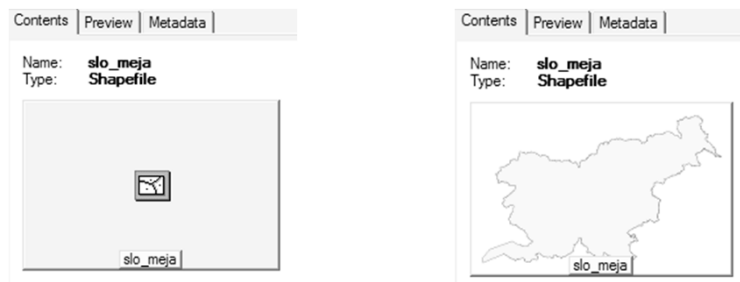 Contents Preview Metadata
Name: slo_meja
Type: Shapefile
slo_meja
Contents Preview Metadata
Name: slo_meja
Type: Shapefile
slo_meja